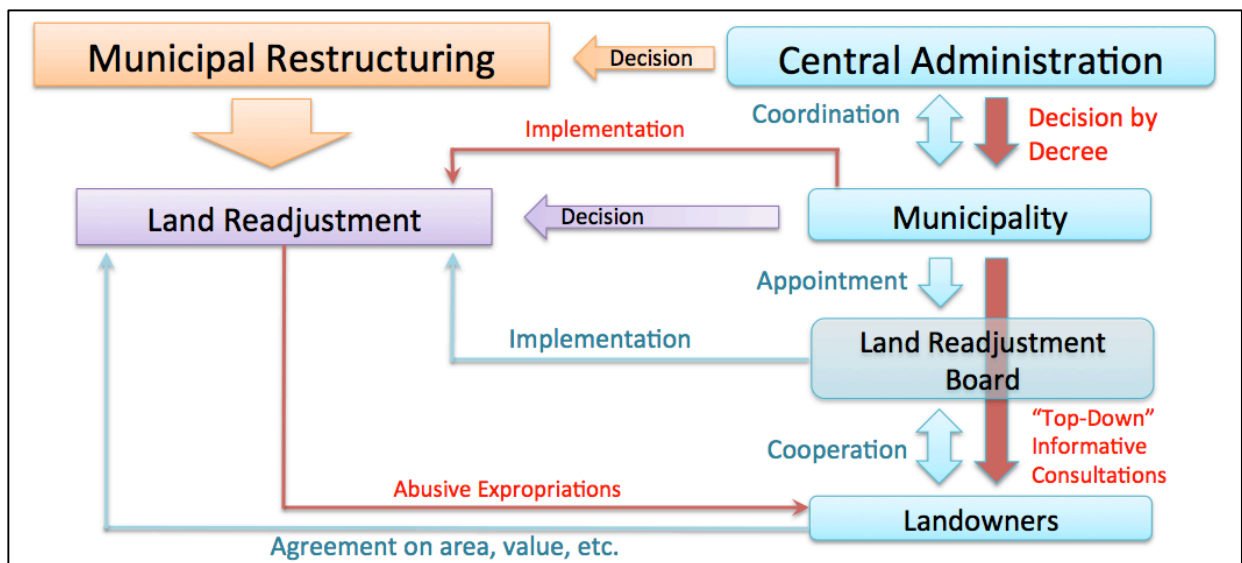 Municipal Restructuring
Decision
Central Administration
Coordination
Decision by
Decree
Implementation
Land Readjustment
Decision
Municipality
Appointment
Implementation
Land Readjustment
Board
Cooperation
“Top-Down”
Informative
Consultations
Abusive Expropriations
Landowners
Agreement on area, value, etc.